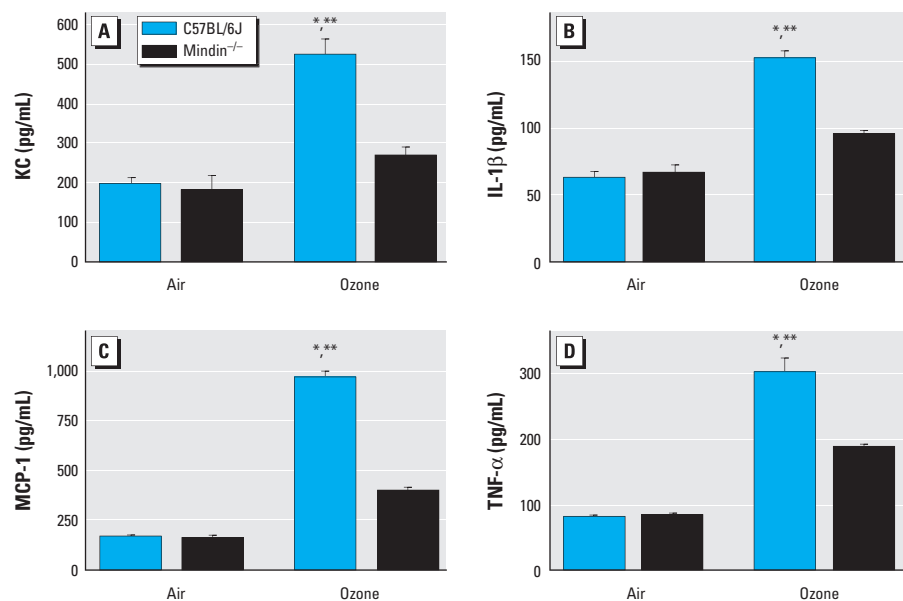 A
C57BL/6J
Mindin−/−
KC (pg/mL)
600
500
400
300
200
100
0
*,**
Air
Ozone
B
IL-1β (pg/mL)
150
100
50
0
*,**
Air
Ozone
C
MCP-1 (pg/mL)
1,000
750
500
250
0
*,**
Air
Ozone
D
TNF-α (pg/mL)
300
200
100
0
*,**
Air
Ozone